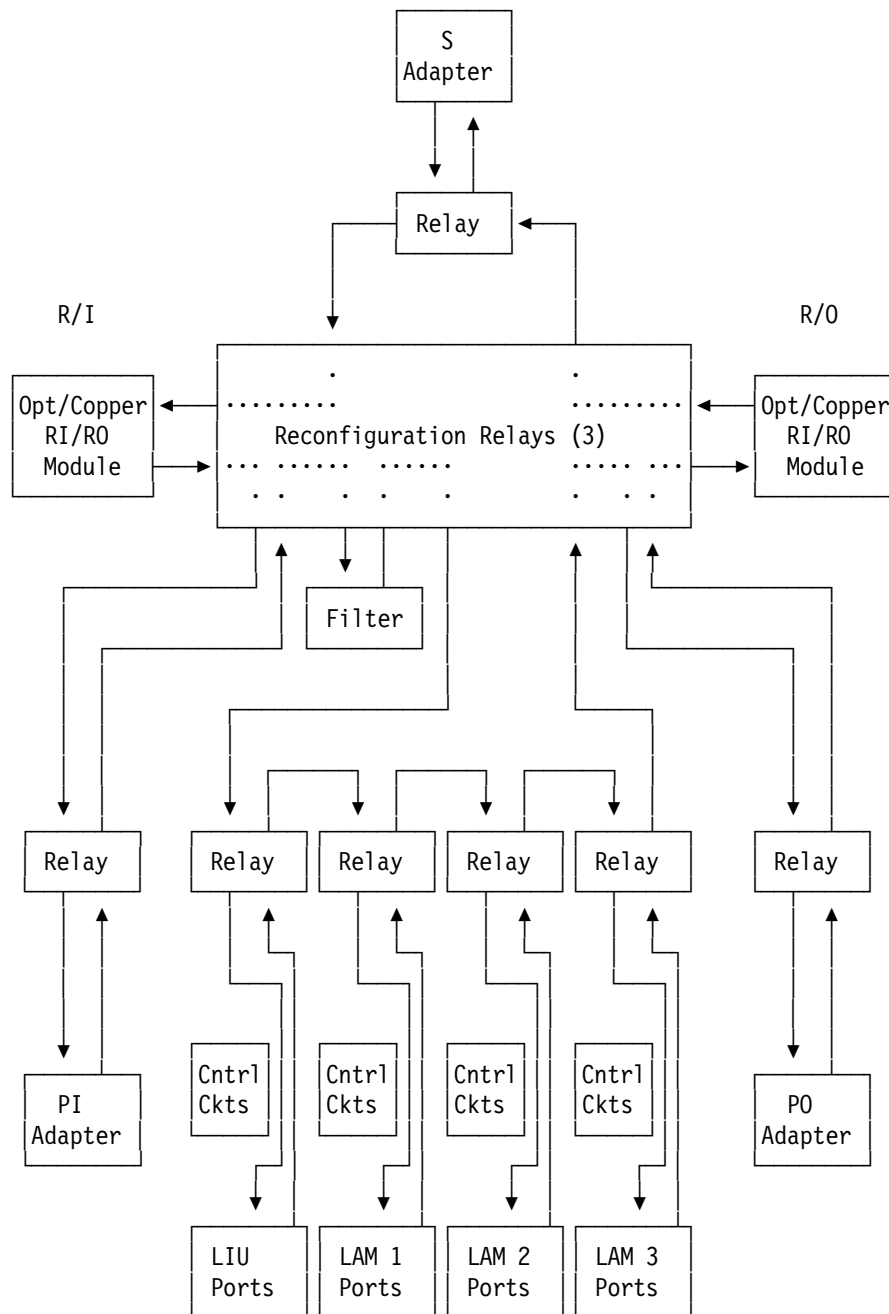 S
Adapter
Relay
R/I
R/O
Opt/Copper
RI/RO
Module
Reconfiguration Relays (3)
Opt/Copper
RI/RO
Module
Filter
Relay
Relay
Relay
Relay
Relay
Relay
Cntrl
Ckts
Cntrl
Ckts
Cntrl
Ckts
Cntrl
Ckts
PI
Adapter
PO
Adapter
LIU
Ports
LAM 1
Ports
LAM 2
Ports
LAM 3
Ports